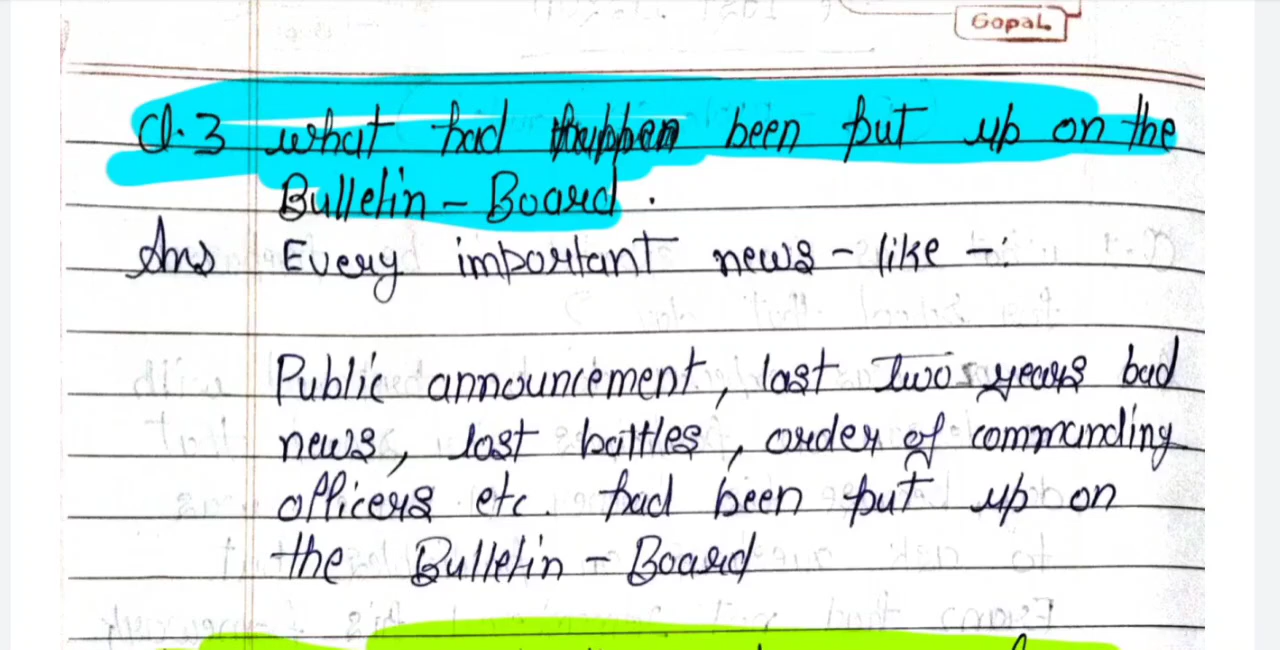 Gopal
Q.3 what had happen been put up on the
Bulletin - Board .
Ans Every important news - like -:
Public announcement, last Two years bad
news, lost battles, order of commanding
officers etc. had been put up on
the Bulletin - Board